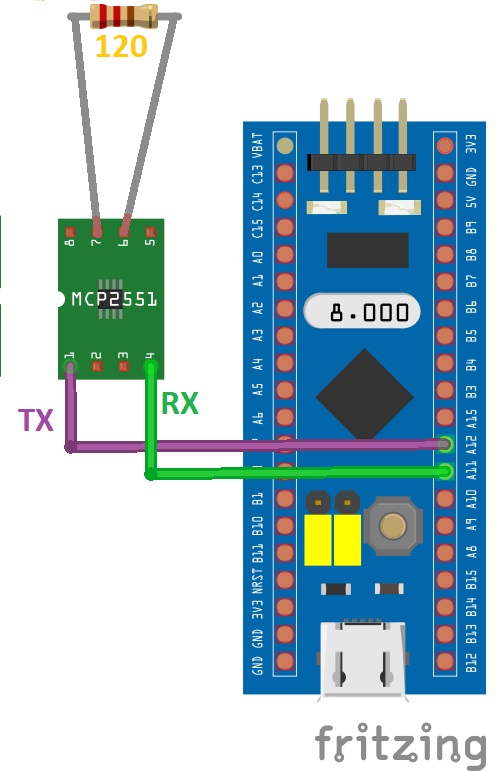 120
8 7 6 5
MCP2551
1 2 3 4
TX
RX
VBAT
C13
C14
C15
A0
A1
A2
A3
A4
A5
A6
B1
B10
B11
NRST
3V3
GND
GND
8.000
3V3
GND
5V
B9
B8
B7
B6
B5
B4
B3
A15
A12
A11
A10
A9
A8
B15
B14
B13
B12
fritzing